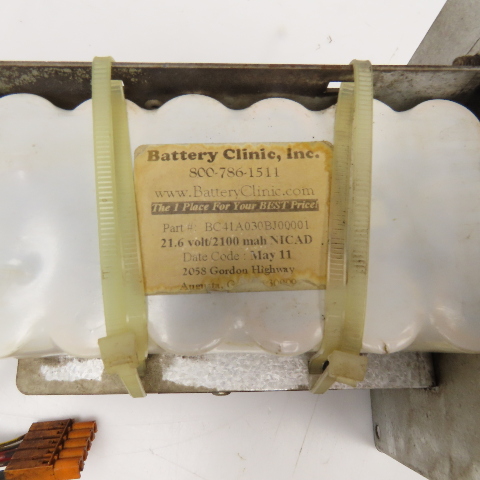 Battery Clinic, Inc.
800-786-1511
www.BatteryClinic.com
The 1 Place For Your BEST Price!
Part #: BC41A030BJ00001
21.6 volt/2100 mah NICAD
Date Code: May 11
2058 Gordon Highway
Augusta,